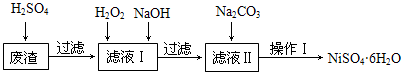 H₂SO₄ H₂O₂ NaOH Na₂CO₃
废渣 过滤 滤液Ⅰ 过滤 滤液Ⅱ 操作Ⅰ NiSO₄·6H₂O